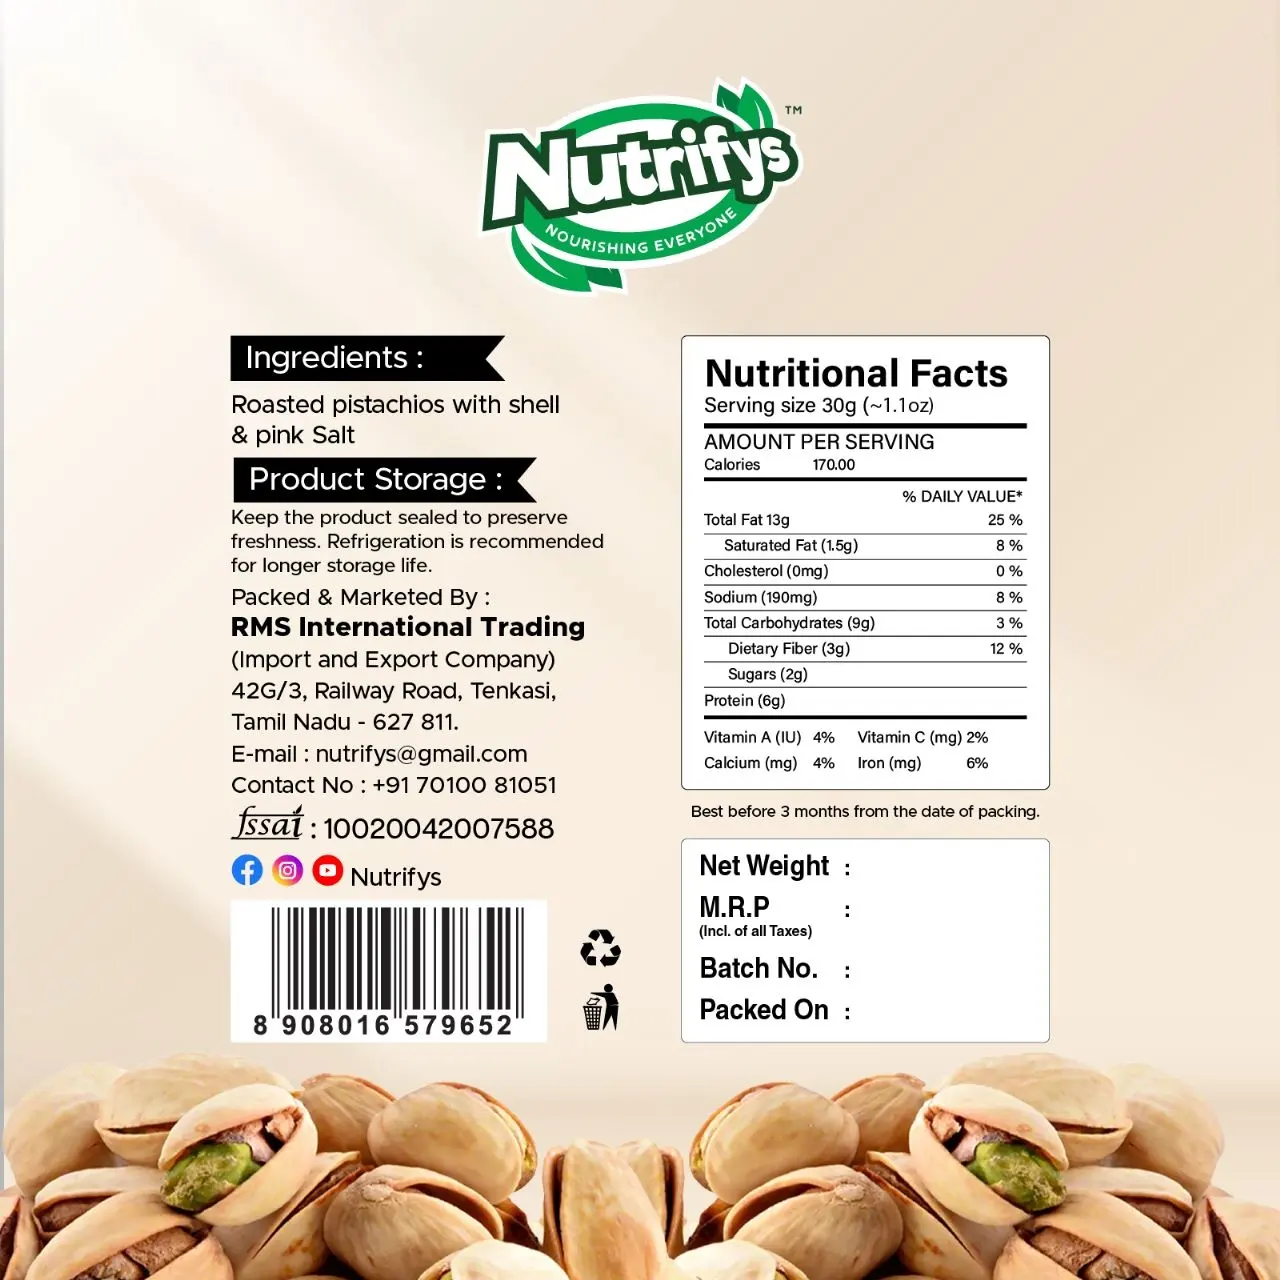 Nutrifys TM
NOURISHING EVERYONE
Ingredients :
Roasted pistachios with shell
& pink Salt
Product Storage :
Keep the product sealed to preserve
freshness. Refrigeration is recommended
for longer storage life.
Packed & Marketed By :
RMS International Trading
(Import and Export Company)
42G/3, Railway Road, Tenkasi,
Tamil Nadu - 627 811.
E-mail : nutrifys@gmail.com
Contact No : +91 70100 81051
fssai : 10020042007588
Nutrifys
8 908016 579652
Nutritional Facts
Serving size 30g (~1.1oz)
AMOUNT PER SERVING
Calories 170.00
% DAILY VALUE*
Total Fat 13g 25 %
Saturated Fat (1.5g) 8 %
Cholesterol (0mg) 0 %
Sodium (190mg) 8 %
Total Carbohydrates (9g) 3 %
Dietary Fiber (3g) 12 %
Sugars (2g)
Protein (6g)
Vitamin A (IU) 4% Vitamin C (mg) 2%
Calcium (mg) 4% Iron (mg) 6%
Best before 3 months from the date of packing.
Net Weight :
M.R.P :
(Incl. of all Taxes)
Batch No. :
Packed On :